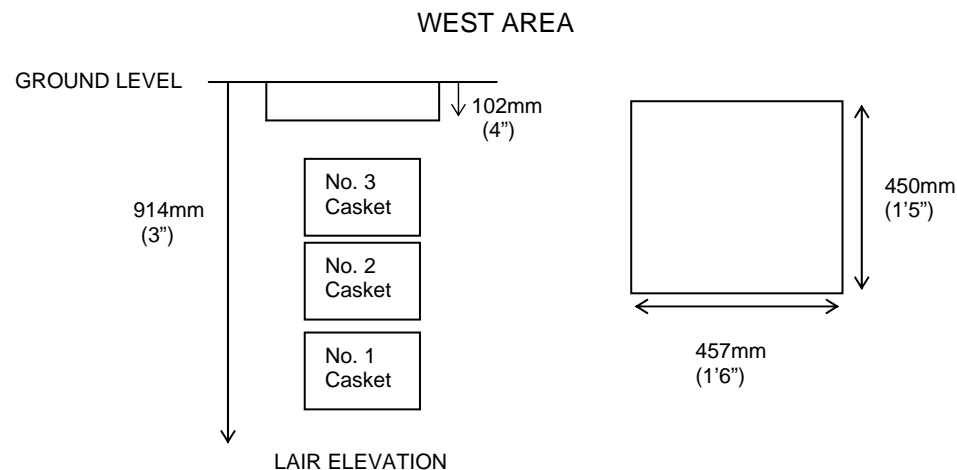 WEST AREA
GROUND LEVEL
102mm
(4”)
No. 3
Casket
914mm
(3”)
No. 2
Casket
No. 1
Casket
450mm
(1’5”)
457mm
(1’6”)
LAIR ELEVATION